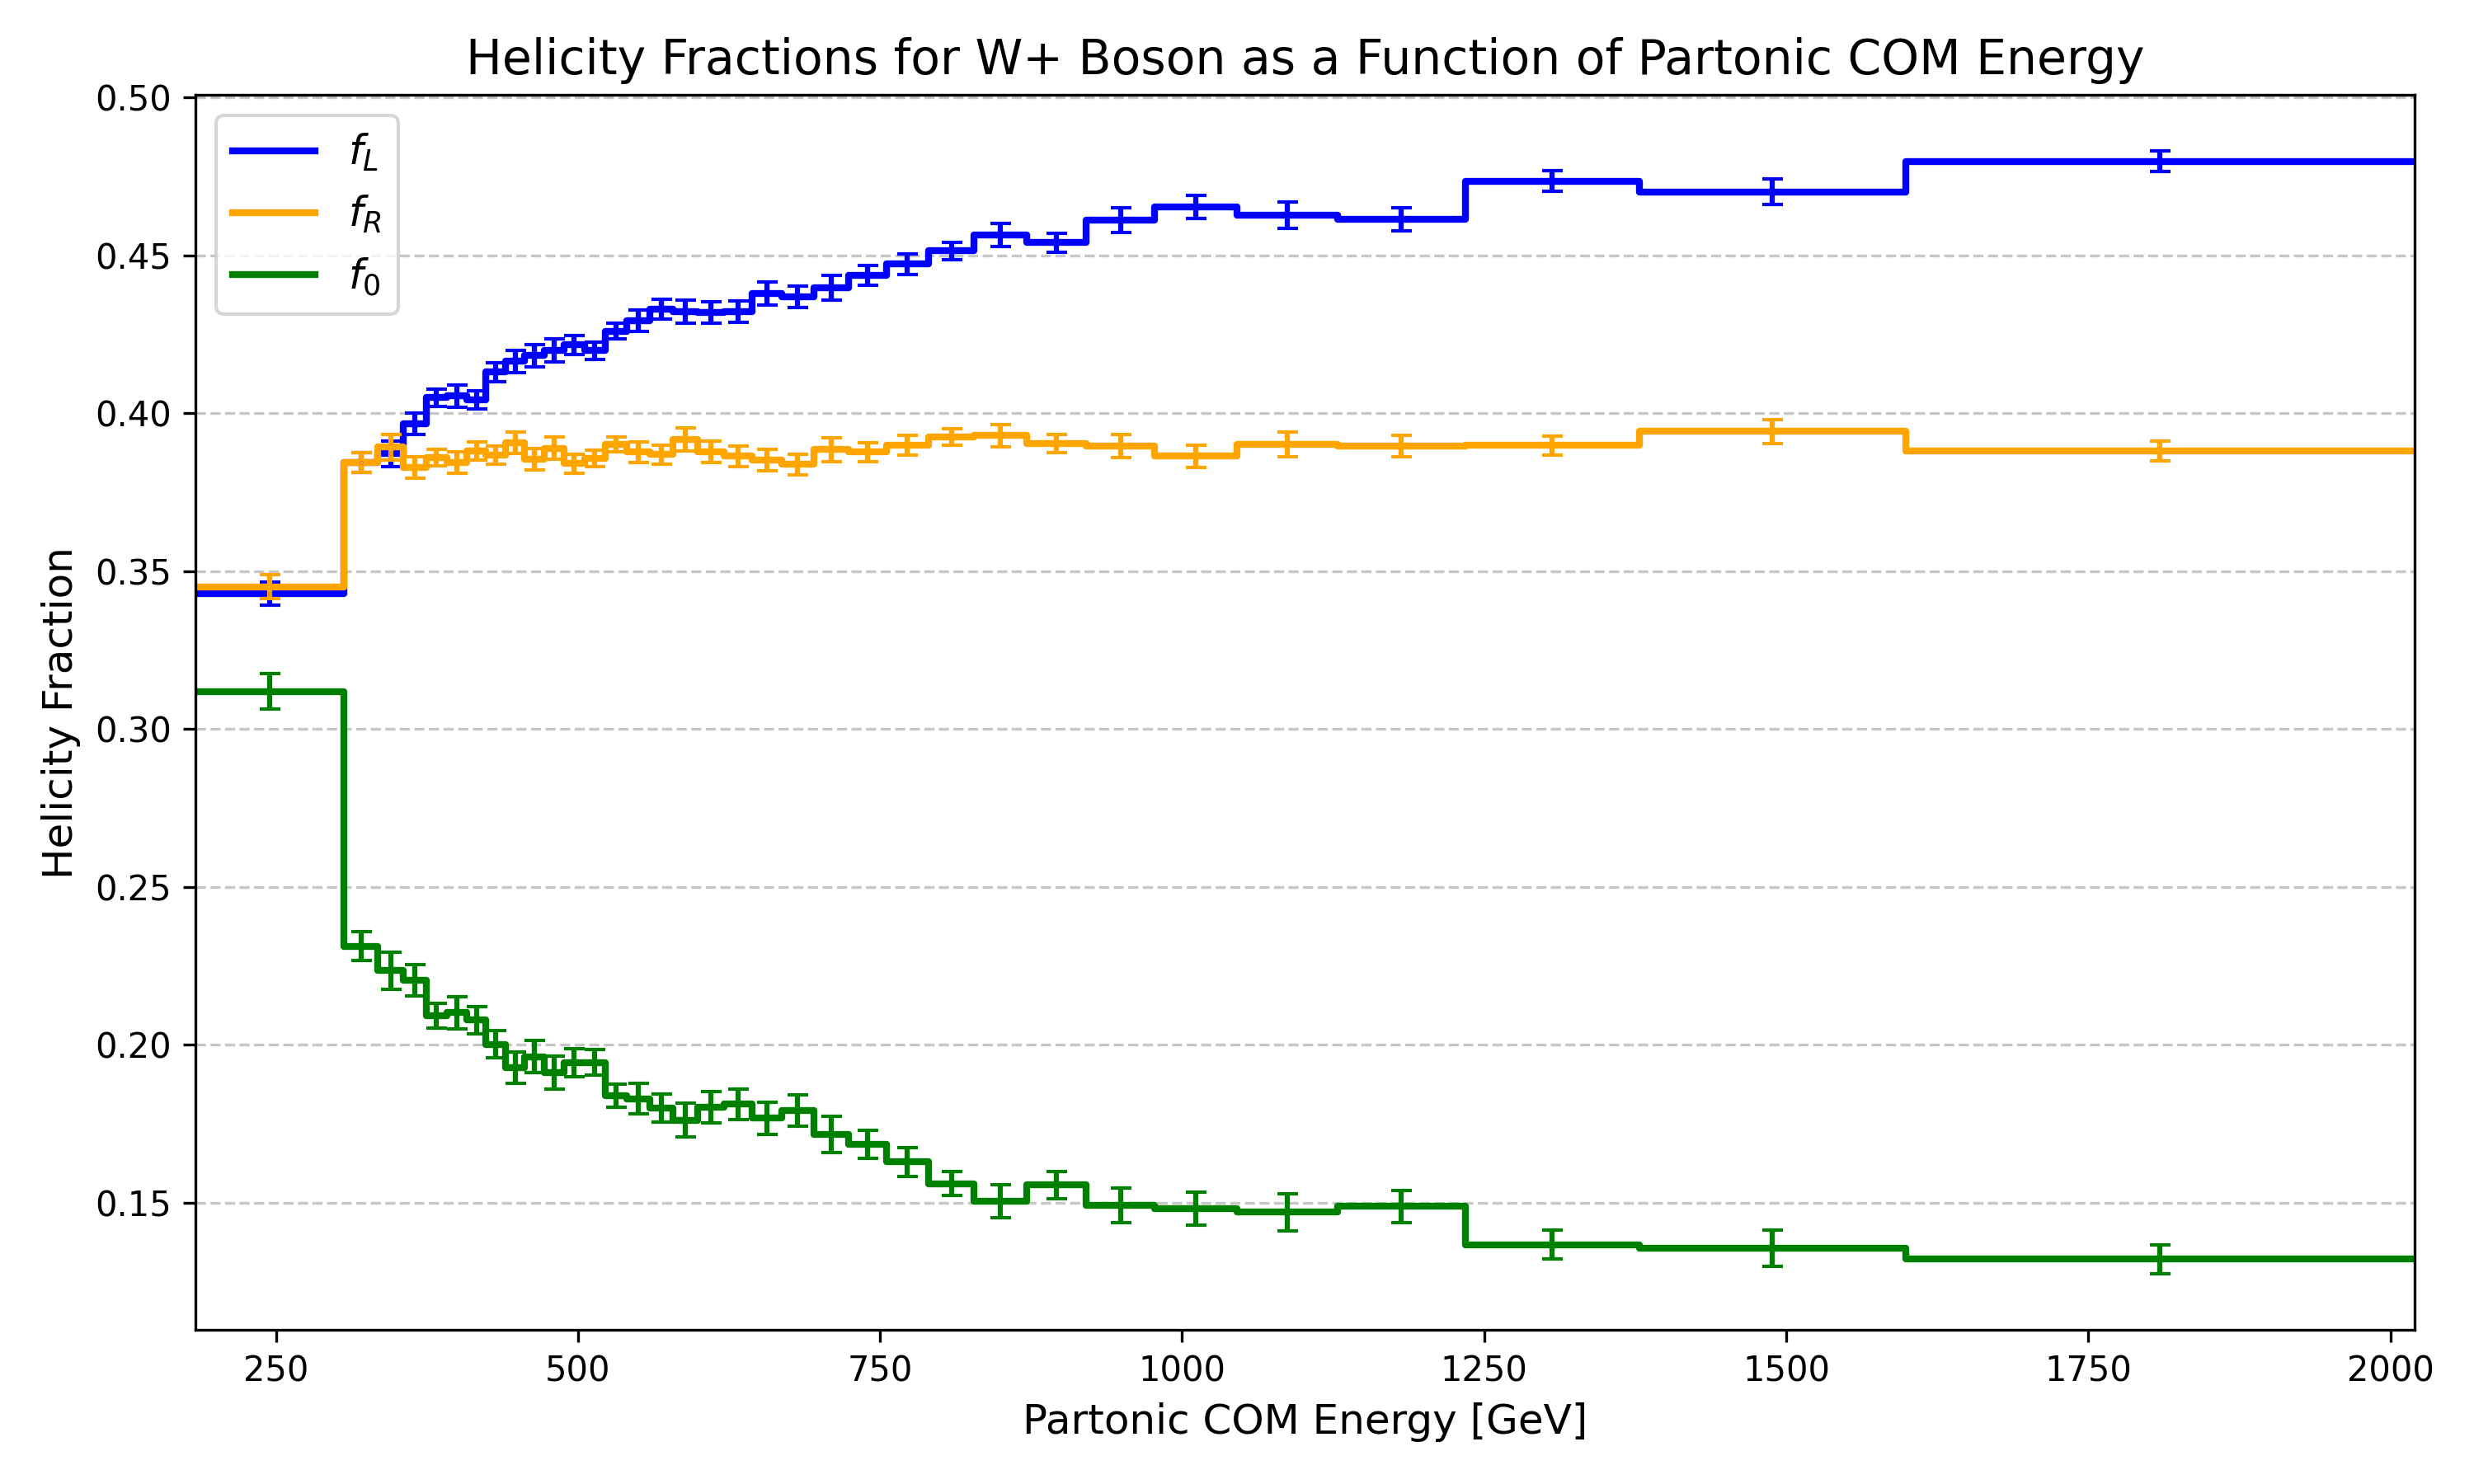 Helicity Fractions for W+ Boson as a Function of Partonic COM Energy
f_L
f_R
f_0
Helicity Fraction
0.50
0.45
0.40
0.35
0.30
0.25
0.20
0.15
250 500 750 1000 1250 1500 1750 2000
Partonic COM Energy [GeV]